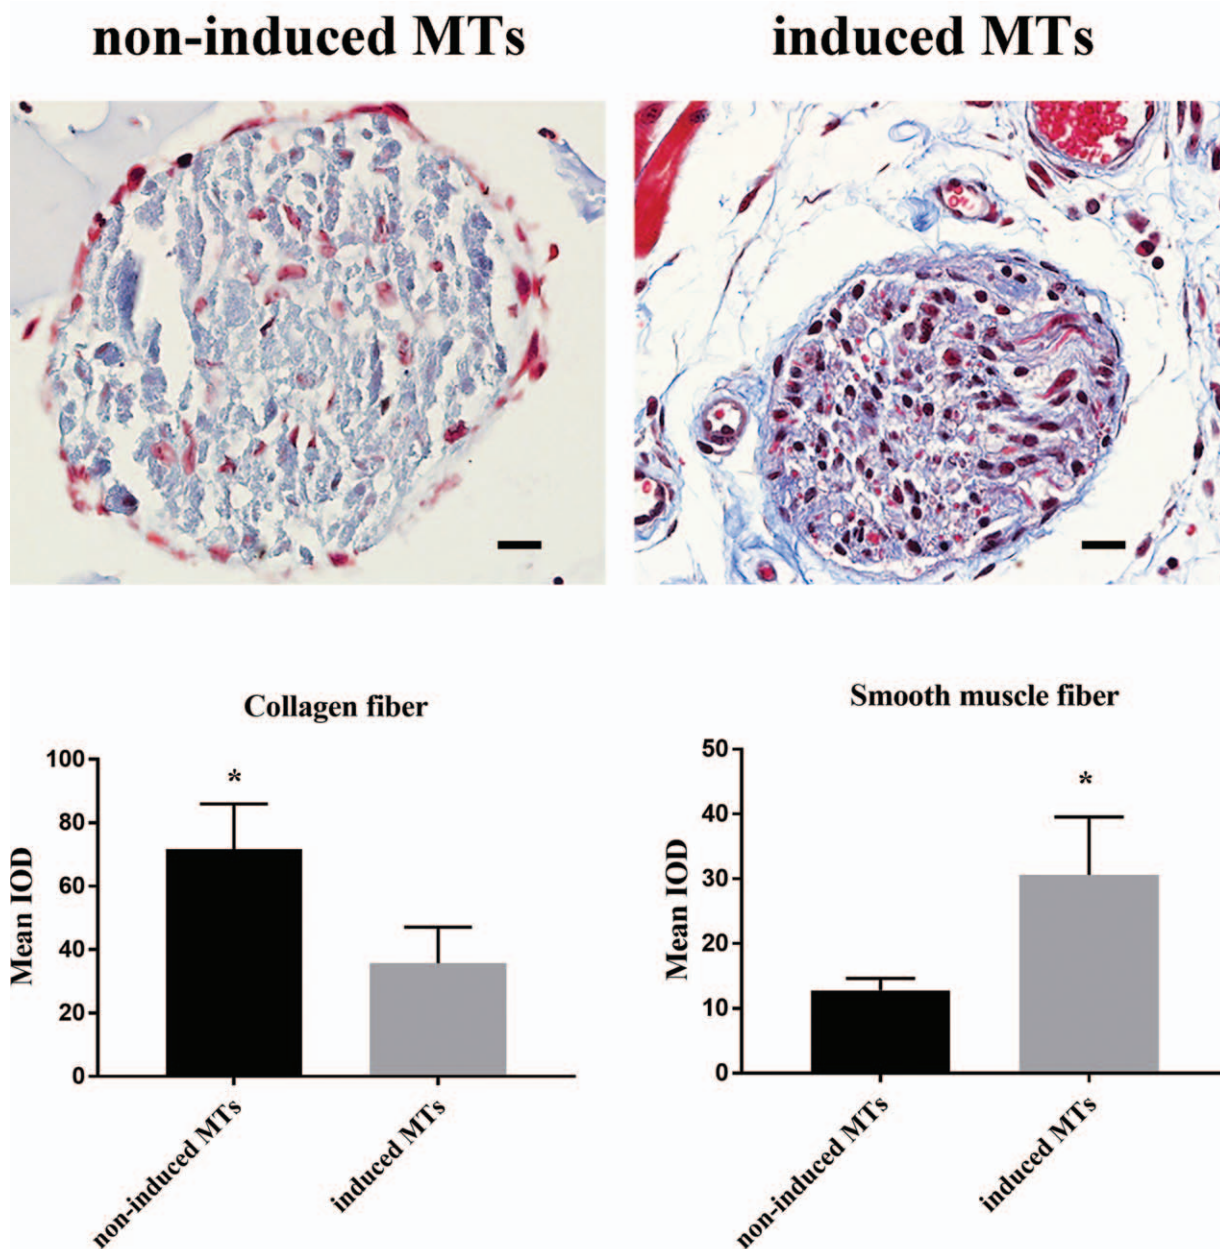 non-induced MTs
induced MTs
Collagen fiber
Mean IOD
100
80
60
40
20
0
*
non-induced MTs
induced MTs
Smooth muscle fiber
Mean IOD
50
40
30
20
10
0
*
non-induced MTs
induced MTs